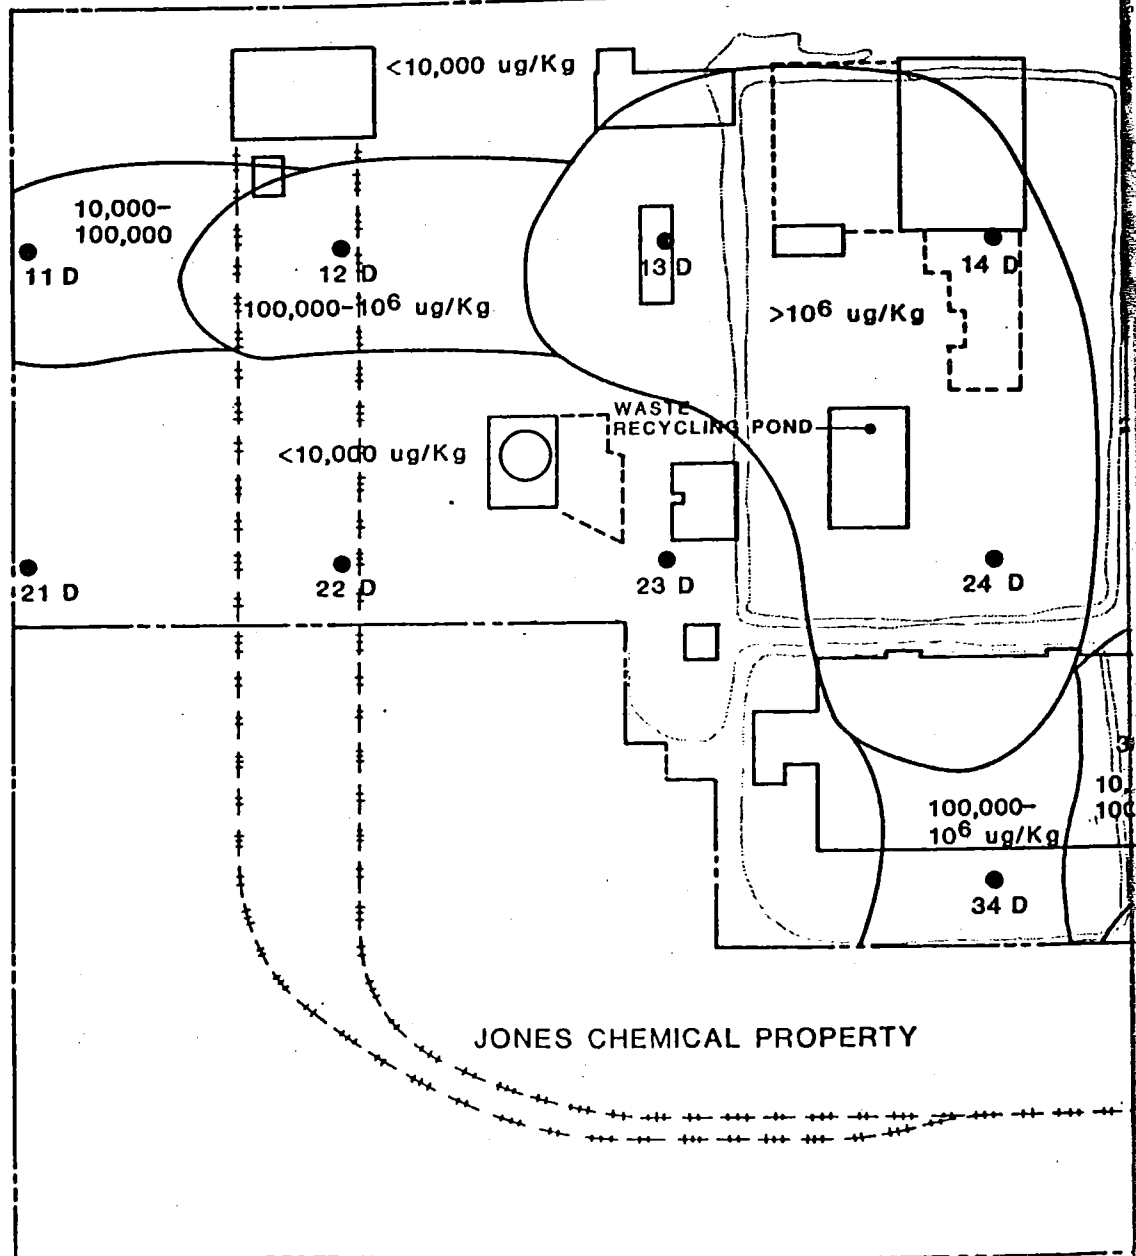 <10,000 ug/Kg
10,000-
100,000
11 D
12 D
13 D
14 D
100,000-10⁶ ug/Kg
>10⁶ ug/Kg
WASTE
RECYCLING POND
<10,000 ug/Kg
21 D
22 D
23 D
24 D
100,000-
10⁶ ug/Kg
10,
34 D
JONES CHEMICAL PROPERTY